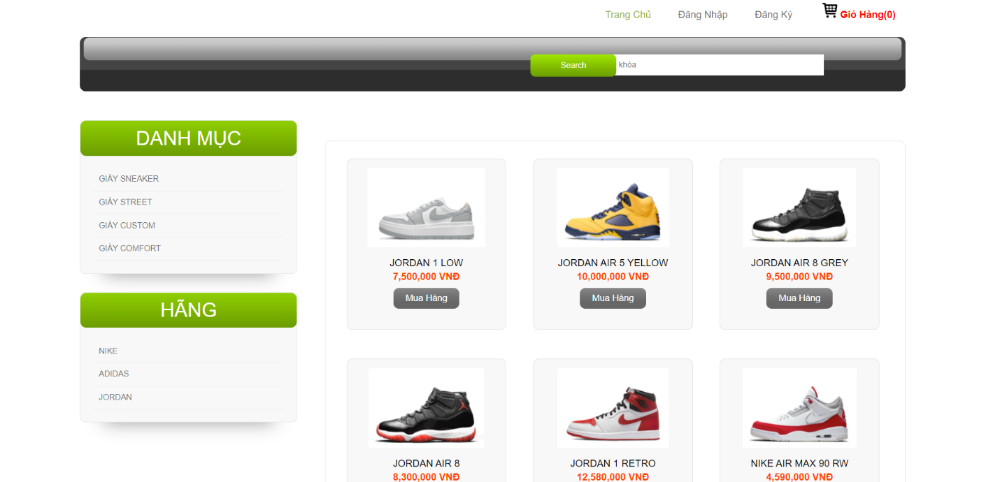 Trang Chủ Đăng Nhập Đăng Ký Giỏ Hàng(0)
Search khóa
DANH MỤC
GIÀY SNEAKER
GIÀY STREET
GIÀY CUSTOM
GIÀY COMFORT
HÃNG
NIKE
ADIDAS
JORDAN
JORDAN 1 LOW
7,500,000 VNĐ
Mua Hàng
JORDAN AIR 5 YELLOW
10,000,000 VNĐ
Mua Hàng
JORDAN AIR 8 GREY
9,500,000 VNĐ
Mua Hàng
JORDAN AIR 8
8,300,000 VNĐ
JORDAN 1 RETRO
12,580,000 VNĐ
NIKE AIR MAX 90 RW
4,590,000 VNĐ